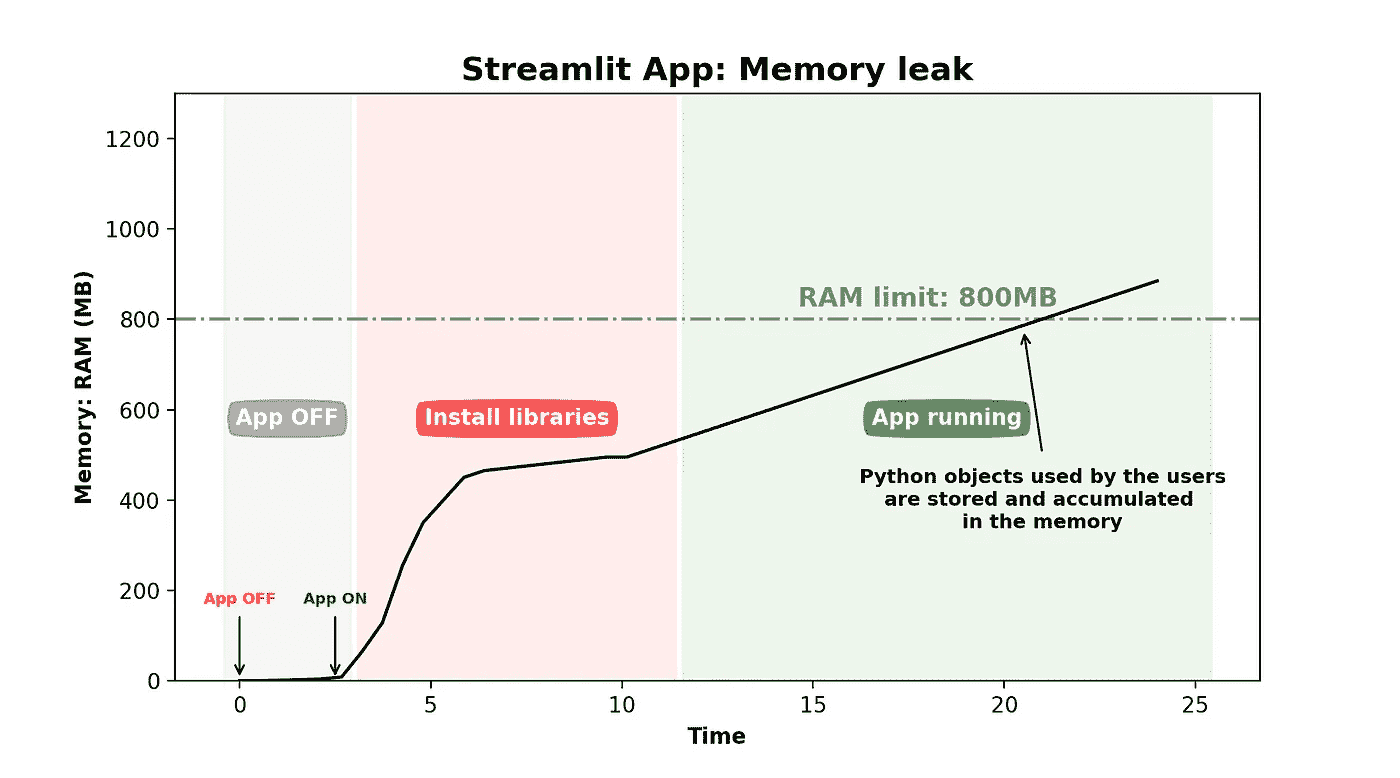 Streamlit App: Memory leak
1200
1000
800
600
400
200
0
Memory: RAM (MB)
RAM limit: 800MB
App OFF
Install libraries
App running
Python objects used by the users
are stored and accumulated
in the memory
App OFF
App ON
0
5
10
15
20
25
Time